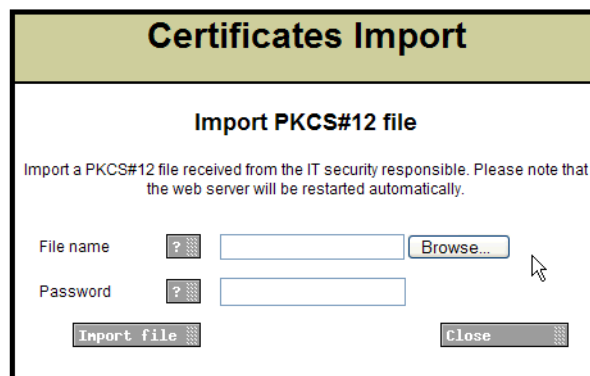 Certificates Import
Import PKCS#12 file
Import a PKCS#12 file received from the IT security responsible. Please note that
the web server will be restarted automatically.
File name ? Browse...
Password ?
Import file Close